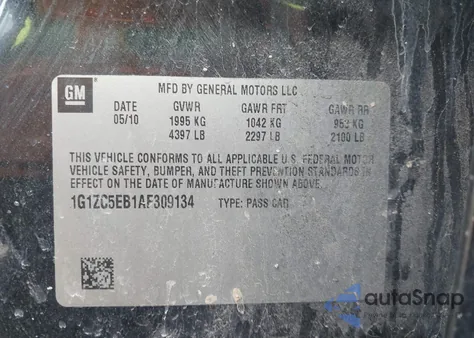 GM
MFD BY GENERAL MOTORS LLC
DATE GVWR GAWR FRT GAWR RR
05/10 1995 KG 1042 KG 953 KG
4397 LB 2297 LB 2100 LB
THIS VEHICLE CONFORMS TO ALL APPLICABLE U.S. FEDERAL MOTOR
VEHICLE SAFETY, BUMPER, AND THEFT PREVENTION STANDARDS IN
EFFECT ON THE DATE OF MANUFACTURE SHOWN ABOVE.
1G1ZC5EB1AF309134 TYPE: PASS CAR
autoSnap